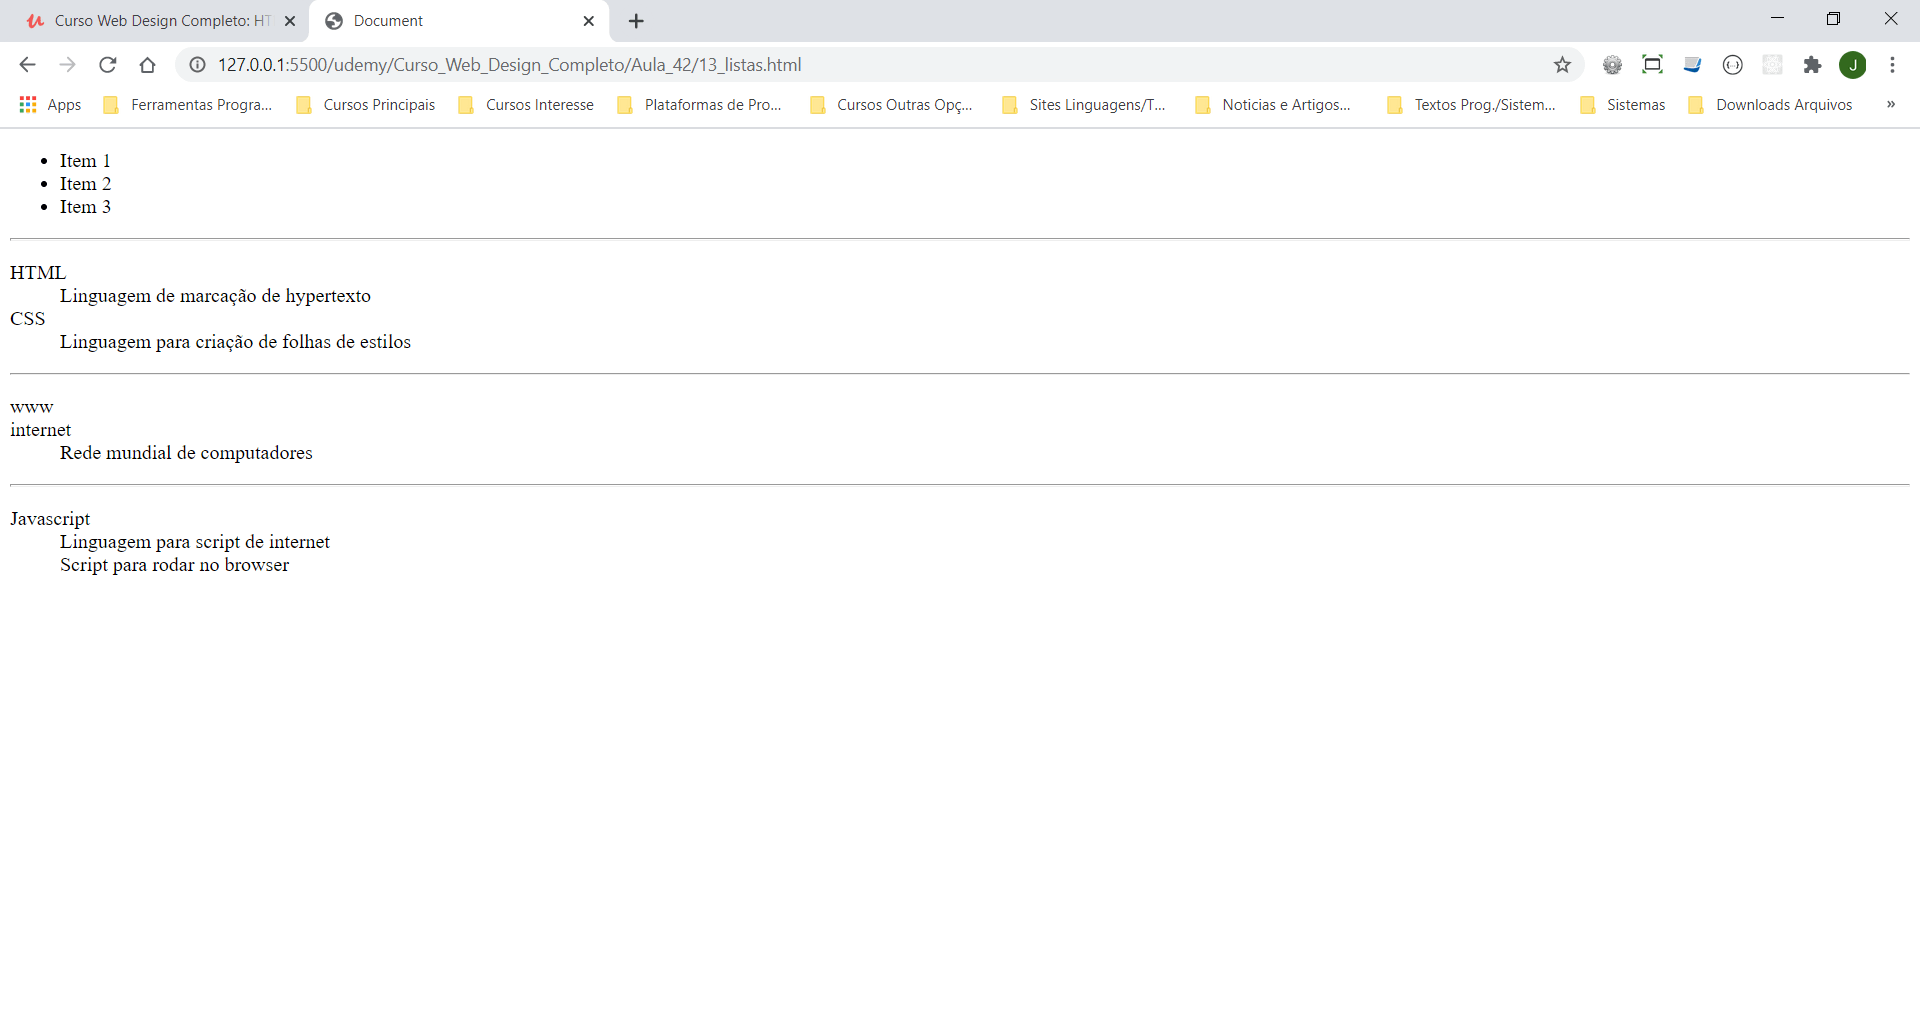 Curso Web Design Completo: HT
Document
127.0.0.1:5500/udemy/Curso_Web_Design_Completo/Aula_42/13_listas.html
J
Apps Ferramentas Progra... Cursos Principais Cursos Interesse Plataformas de Pro... Cursos Outras Opç... Sites Linguagens/T... Noticias e Artigos... Textos Prog./Sistem... Sistemas Downloads Arquivos »
• Item 1
• Item 2
• Item 3
HTML
Linguagem de marcação de hypertexto
CSS
Linguagem para criação de folhas de estilos
www
internet
Rede mundial de computadores
Javascript
Linguagem para script de internet
Script para rodar no browser